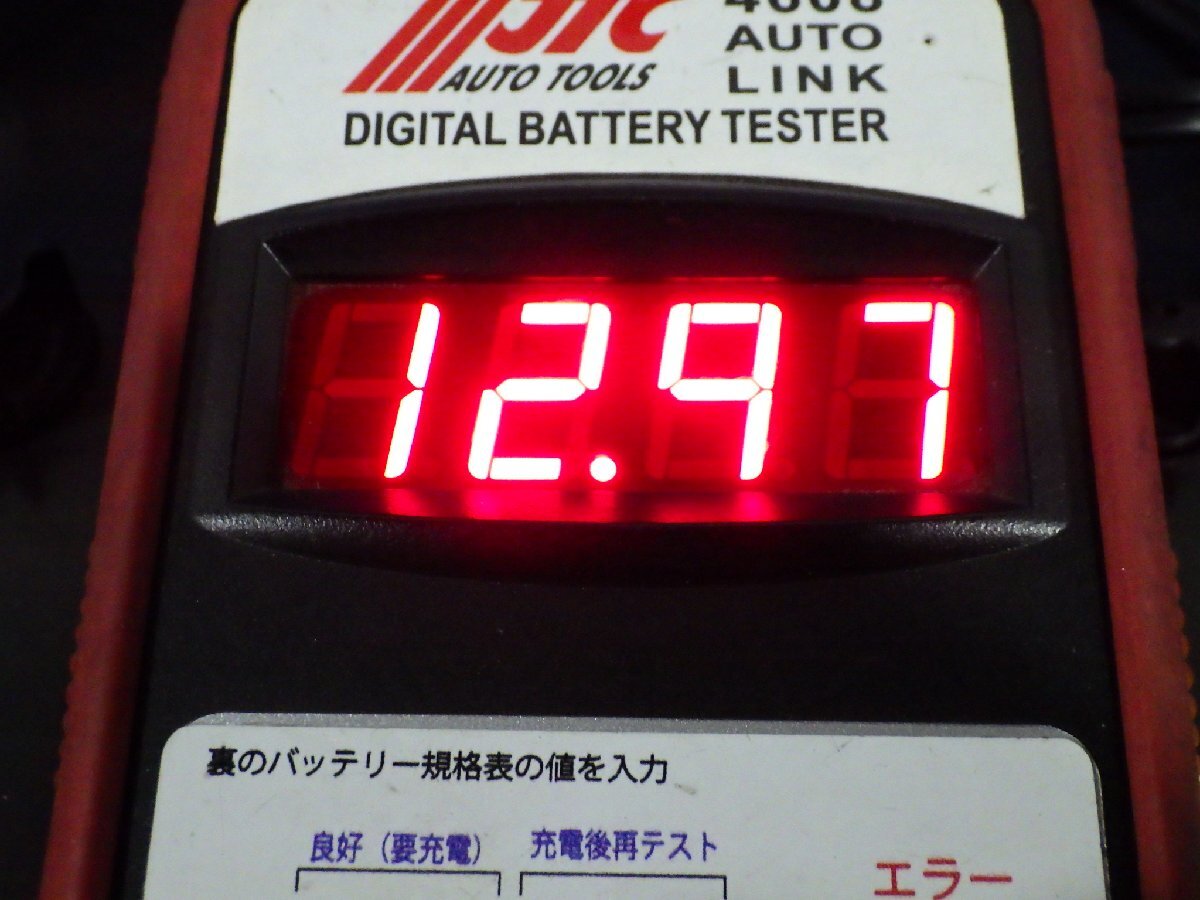 JTC
AUTO TOOLS
AUTO
LINK
DIGITAL BATTERY TESTER
12.97
裏のバッテリー規格表の値を入力
良好（要充電）
充電後再テスト
エラー